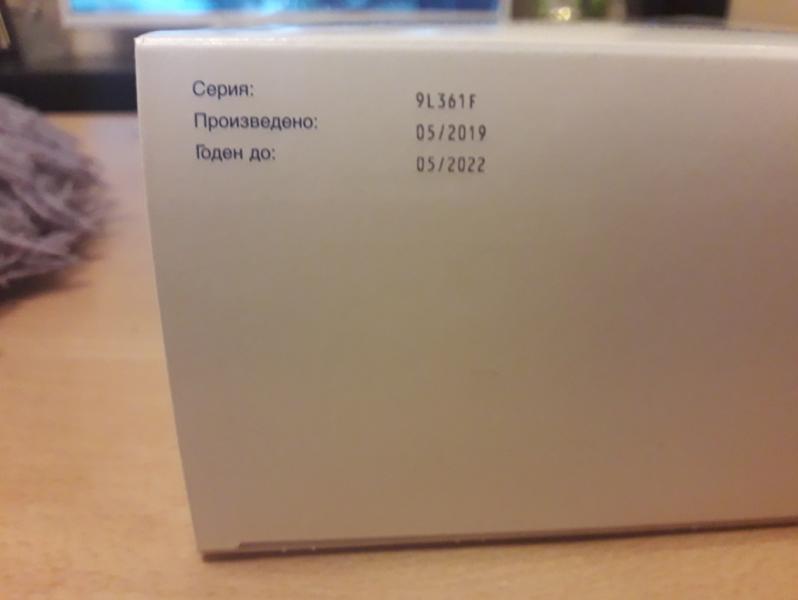 Серия: 9L361F
Произведено: 05/2019
Годен до: 05/2022